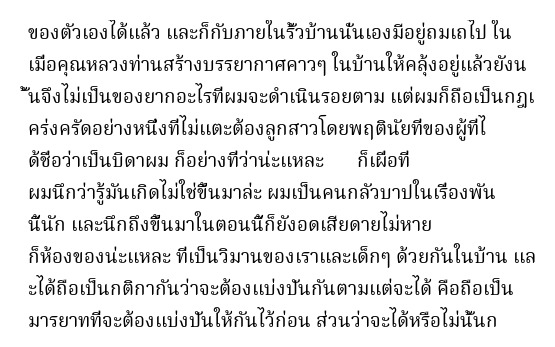 ของตัวเองได้แล้ว และก็กับภายในรั้วบ้านนั้นเองมีอยู่ถมเถไป ใน
เมื่อคุณหลวงท่านสร้างบรรยากาศคาวๆ ในบ้านให้คลุ้งอยู่แล้วยังน
ั้นจึงไม่เป็นของยากอะไรที่ผมจะดำเนินรอยตาม แต่ผมก็ถือเป็นกฎเ
คร่งครัดอย่างหนึ่งที่ไม่แตะต้องลูกสาวโดยพฤตินัยที่ของผู้ที่ไ
ด้ชื่อว่าเป็นบิดาผม ก็อย่างที่ว่าน่ะแหละ ก็เผื่อที่
ผมนึกว่ารู้มันเกิดไม่ใช่ขึ้นมาล่ะ ผมเป็นคนกลัวบาปในเรื่องพัน
นี้นัก และนึกถึงขึ้นมาในตอนนี้ก็ยังอดเสียดายไม่หาย
ก็ห้องของน่ะแหละ ที่เป็นวิมานของเราและเด็กๆ ด้วยกันในบ้าน แล
ะได้ถือเป็นกติกากันว่าจะต้องแบ่งปันกันตามแต่จะได้ คือถือเป็น
มารยาทที่จะต้องแบ่งปันให้กันไว้ก่อน ส่วนว่าจะได้หรือไม่นั้นก